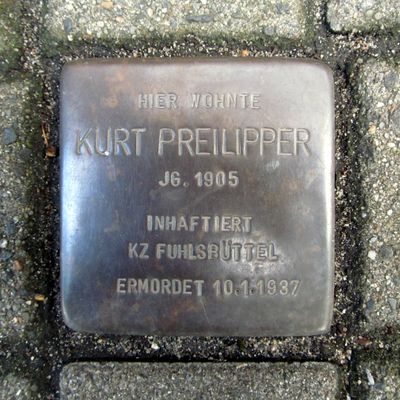 HIER WOHNTE
KURT PREILIPPER
JG. 1905
INHAFTIERT
KZ FUHLSBÜTTEL
ERMORDET 10.1.1937